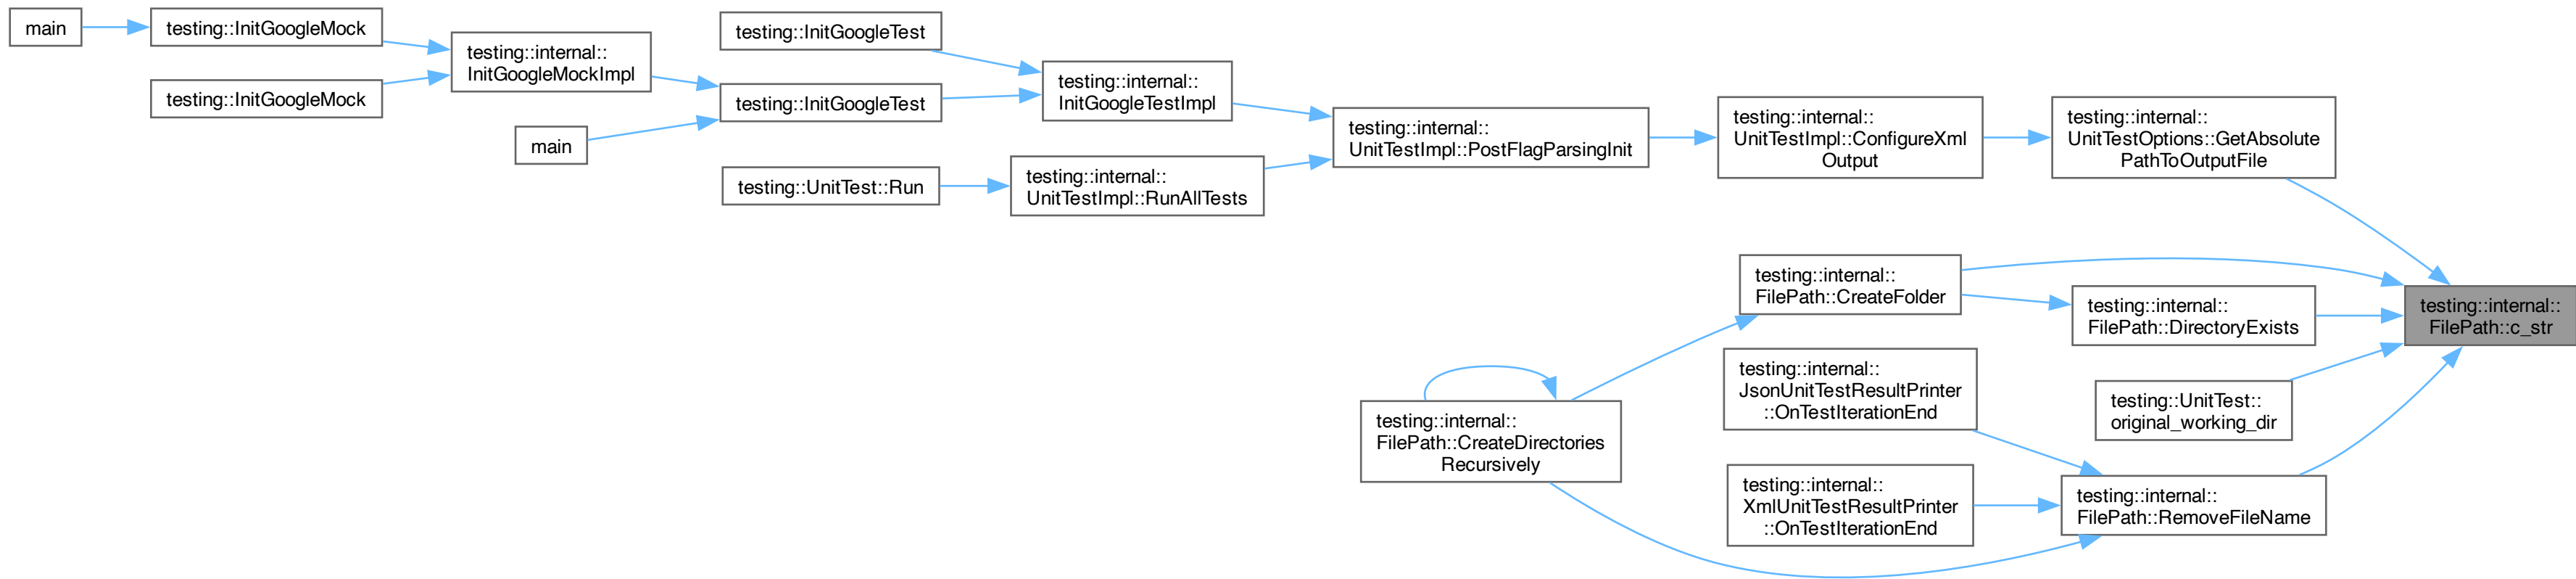 main
testing::InitGoogleMock
testing::InitGoogleMock
testing::internal::
InitGoogleMockImpl
testing::InitGoogleTest
testing::InitGoogleTest
main
testing::UnitTest::Run
testing::internal::
InitGoogleTestImpl
testing::internal::
UnitTestImpl::RunAllTests
testing::internal::
UnitTestImpl::PostFlagParsingInit
testing::internal::
UnitTestImpl::ConfigureXml
Output
testing::internal::
UnitTestOptions::GetAbsolute
PathToOutputFile
testing::internal::
FilePath::CreateFolder
testing::internal::
FilePath::DirectoryExists
testing::internal::
FilePath::c_str
testing::internal::
JsonUnitTestResultPrinter
::OnTestIterationEnd
testing::UnitTest::
original_working_dir
testing::internal::
FilePath::CreateDirectories
Recursively
testing::internal::
XmlUnitTestResultPrinter
::OnTestIterationEnd
testing::internal::
FilePath::RemoveFileName